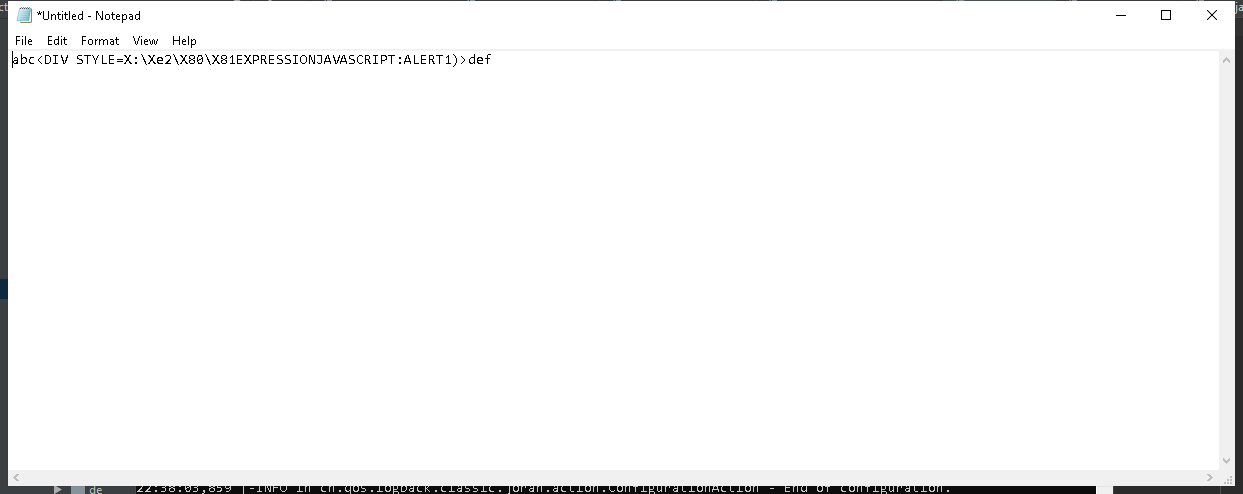 *Untitled - Notepad
File Edit Format View Help
abc<DIV STYLE=X:\Xe2\X80\X81EXPRESSIONJAVASCRIPT:ALERT1)>def
de 22:38:03,859 |-INFO in ch.qos.logback.classic.joran.action.ConfigurationAction - End of configuration.